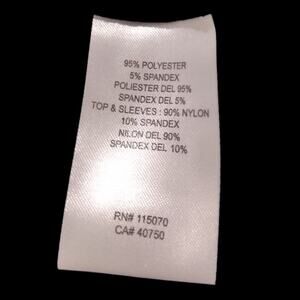 95% POLYESTER
5% SPANDEX
POLIESTER DEL 95%
SPANDEX DEL 5%
TOP & SLEEVES : 90% NYLON
10% SPANDEX
NILON DEL 90%
SPANDEX DEL 10%
RN# 115070
CA# 40750